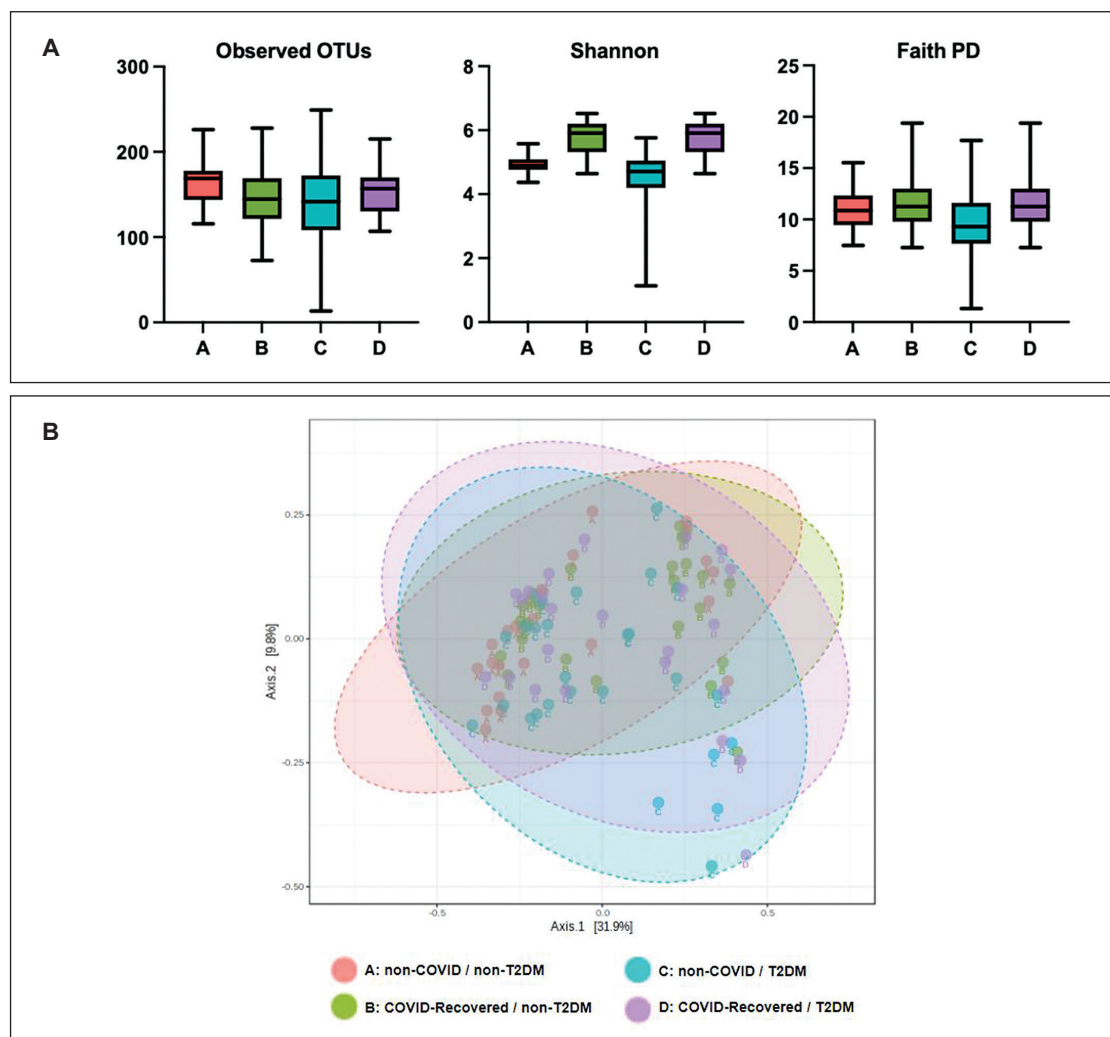 A
Observed OTUs
Shannon
Faith PD
300
200
100
0
A B C D
8
6
4
2
0
A B C D
25
20
15
10
5
0
A B C D
B
Axis.2 [9.8%]
0.25
0.00
-0.25
-0.50
-0.5 0.0 0.5
Axis.1 [31.9%]
A: non-COVID / non-T2DM
C: non-COVID / T2DM
B: COVID-Recovered / non-T2DM
D: COVID-Recovered / T2DM